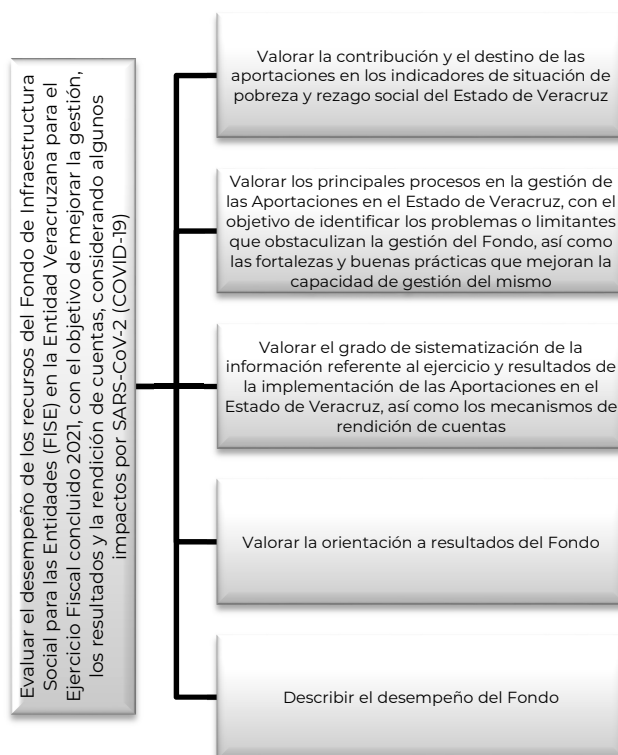 Evaluar el desempeño de los recursos del Fondo de Infraestructura
Social para las Entidades (FISE) en la Entidad Veracruzana para el
Ejercicio Fiscal concluido 2021, con el objetivo de mejorar la gestión,
los resultados y la rendición de cuentas, considerando algunos
impactos por SARS-CoV-2 (COVID-19)
Valorar la contribución y el destino de las
aportaciones en los indicadores de situación de
pobreza y rezago social del Estado de Veracruz
Valorar los principales procesos en la gestión de
las Aportaciones en el Estado de Veracruz, con el
objetivo de identificar los problemas o limitantes
que obstaculizan la gestión del Fondo, así como
las fortalezas y buenas prácticas que mejoran la
capacidad de gestión del mismo
Valorar el grado de sistematización de la
información referente al ejercicio y resultados de
la implementación de las Aportaciones en el
Estado de Veracruz, así como los mecanismos de
rendición de cuentas
Valorar la orientación a resultados del Fondo
Describir el desempeño del Fondo